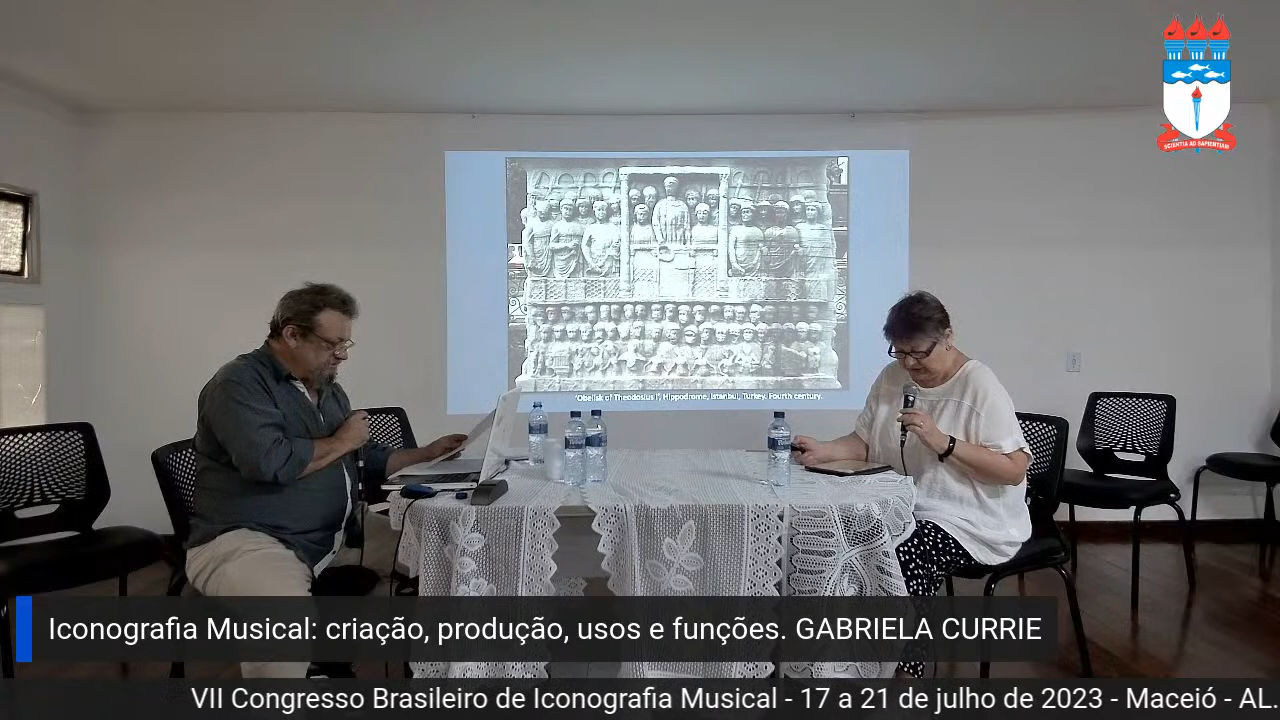 SCIENTIA AD SAPIENTIAM
"Obelisk of Theodosius I", Hippodrome, Istanbul, Turkey. Fourth century.
Iconografia Musical: criação, produção, usos e funções. GABRIELA CURRIE
VII Congresso Brasileiro de Iconografia Musical - 17 a 21 de julho de 2023 - Maceió - AL.